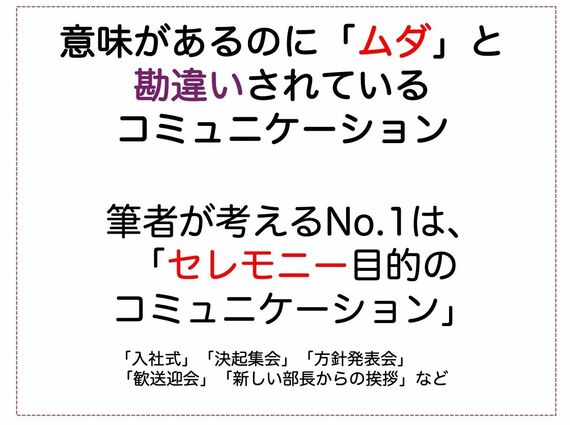 意味があるのに「ムダ」と
勘違いされている
コミュニケーション
筆者が考えるNo.1は、
「セレモニー目的の
コミュニケーション」
「入社式」「決起集会」「方針発表会」
「歓送迎会」「新しい部長からの挨拶」など